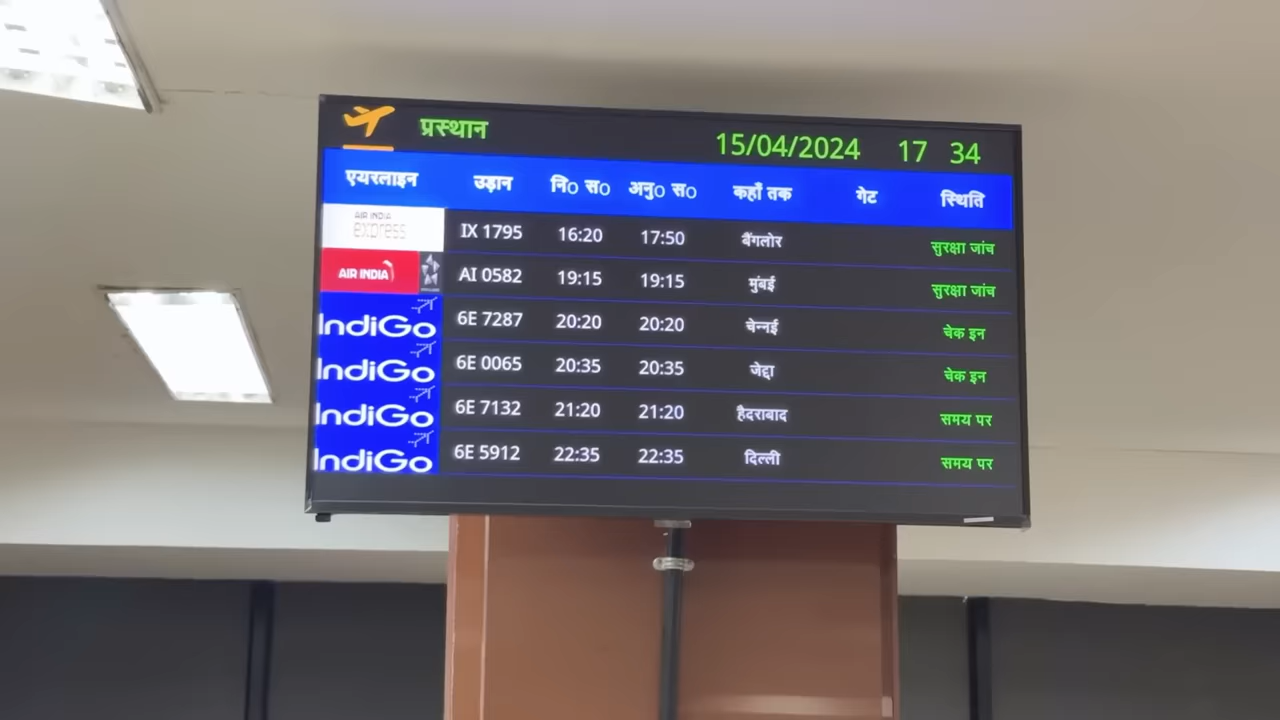 प्रस्थान 15/04/2024 17 34
एयरलाइन उड़ान नि० स० अनु० स० कहाँ तक गेट स्थिति
AIR INDIA express IX 1795 16:20 17:50 बैंगलोर सुरक्षा जांच
AIR INDIA AI 0582 19:15 19:15 मुंबई सुरक्षा जांच
IndiGo 6E 7287 20:20 20:20 चेन्नई चेक इन
IndiGo 6E 0065 20:35 20:35 जेद्दा चेक इन
IndiGo 6E 7132 21:20 21:20 हैदराबाद समय पर
IndiGo 6E 5912 22:35 22:35 दिल्ली समय पर